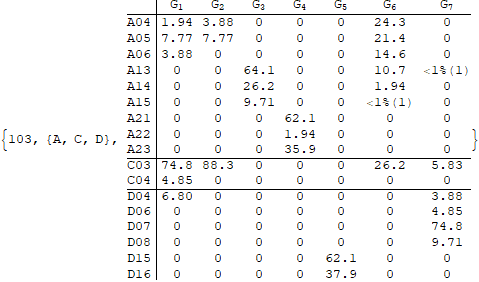 G₁ G₂ G₃ G₄ G₅ G₆ G₇
A04 1.94 3.88 0 0 0 24.3 0
A05 7.77 7.77 0 0 0 21.4 0
A06 3.88 0 0 0 0 14.6 0
A13 0 0 64.1 0 0 10.7 <1%(1)
A14 0 0 26.2 0 0 1.94 0
A15 0 0 9.71 0 0 <1%(1) 0
A21 0 0 0 62.1 0 0 0
A22 0 0 0 1.94 0 0 0
A23 0 0 0 35.9 0 0 0
{103, {A, C, D}, C03 74.8 88.3 0 0 0 26.2 5.83 }
C04 4.85 0 0 0 0 0 0
D04 6.80 0 0 0 0 0 3.88
D06 0 0 0 0 0 0 4.85
D07 0 0 0 0 0 0 74.8
D08 0 0 0 0 0 0 9.71
D15 0 0 0 0 62.1 0 0
D16 0 0 0 0 37.9 0 0